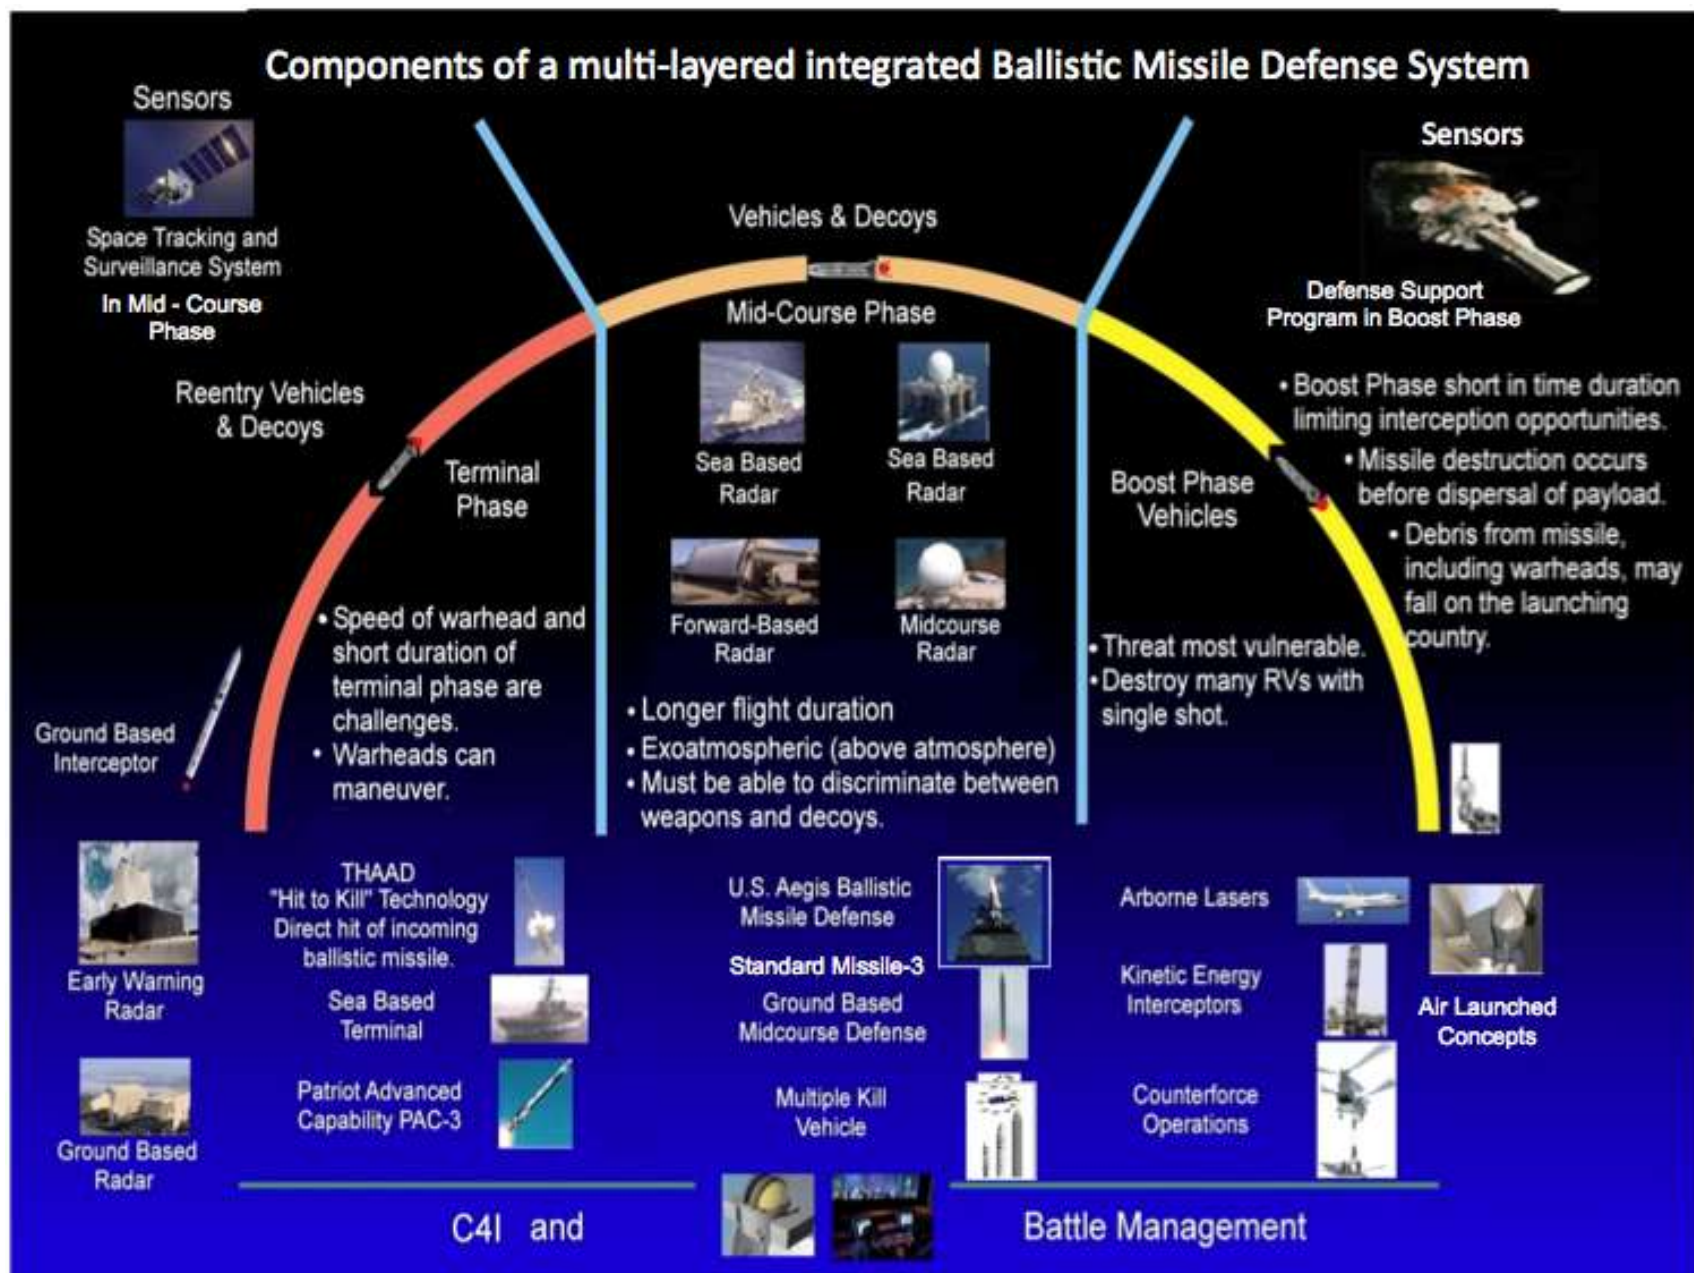 Components of a multi-layered integrated Ballistic Missile Defense System
Sensors
Space Tracking and
Surveillance System
In Mid - Course
Phase
Reentry Vehicles
& Decoys
Terminal
Phase
• Speed of warhead and
short duration of
terminal phase are
challenges.
• Warheads can
maneuver.
Ground Based
Interceptor
Early Warning
Radar
Ground Based
Radar
THAAD
"Hit to Kill" Technology
Direct hit of incoming
ballistic missile.
Sea Based
Terminal
Patriot Advanced
Capability PAC-3
Vehicles & Decoys
Mid-Course Phase
Sea Based
Radar
Sea Based
Radar
Forward-Based
Radar
Midcourse
Radar
• Longer flight duration
• Exoatmospheric (above atmosphere)
• Must be able to discriminate between
weapons and decoys.
U.S. Aegis Ballistic
Missile Defense
Standard Missile-3
Ground Based
Midcourse Defense
Multiple Kill
Vehicle
Sensors
Defense Support
Program in Boost Phase
• Boost Phase short in time duration
limiting interception opportunities.
• Missile destruction occurs
before dispersal of payload.
• Debris from missile,
including warheads, may
fall on the launching
country.
Boost Phase
Vehicles
• Threat most vulnerable.
• Destroy many RVs with
single shot.
Arborne Lasers
Kinetic Energy
Interceptors
Air Launched
Concepts
Counterforce
Operations
C4I and
Battle Management